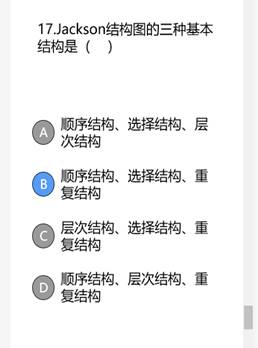 17.Jackson结构图的三种基本
结构是（　）
A
顺序结构、选择结构、层
次结构
B
顺序结构、选择结构、重
复结构
C
层次结构、选择结构、重
复结构
D
顺序结构、层次结构、重
复结构